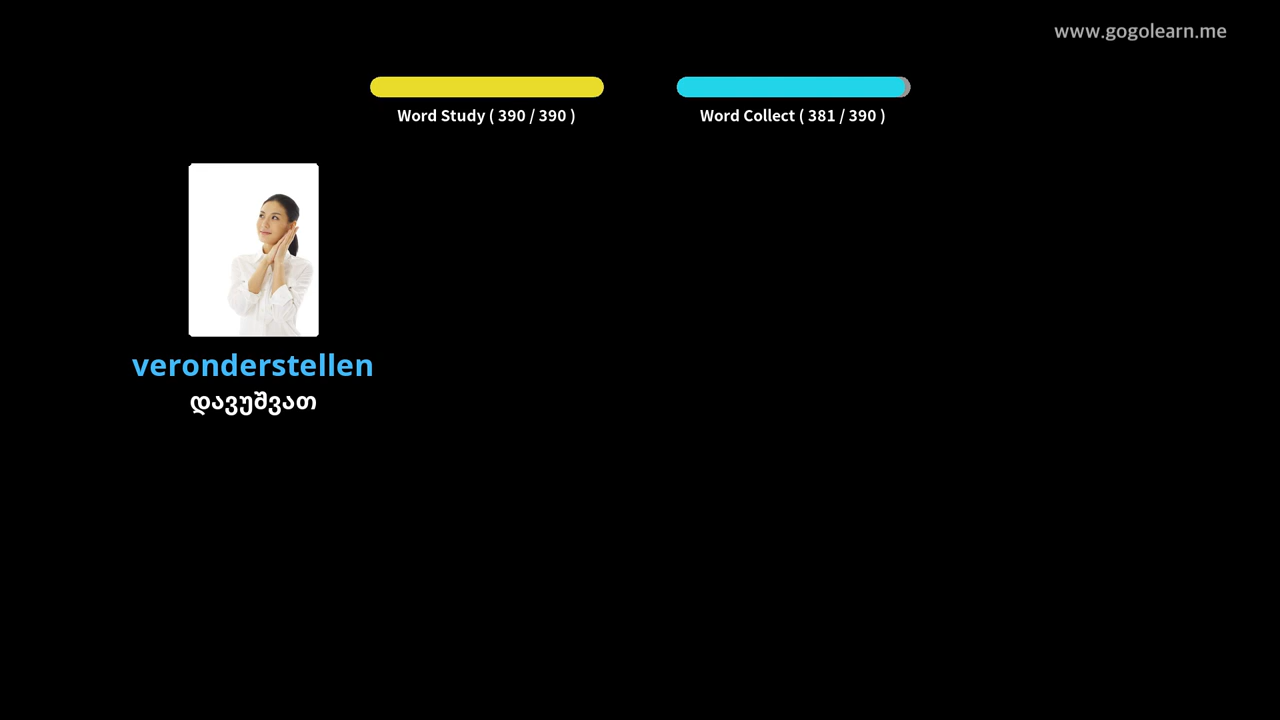 www.gogolearn.me
Word Study ( 390 / 390 )
Word Collect ( 381 / 390 )
veronderstellen
დავუშვათ